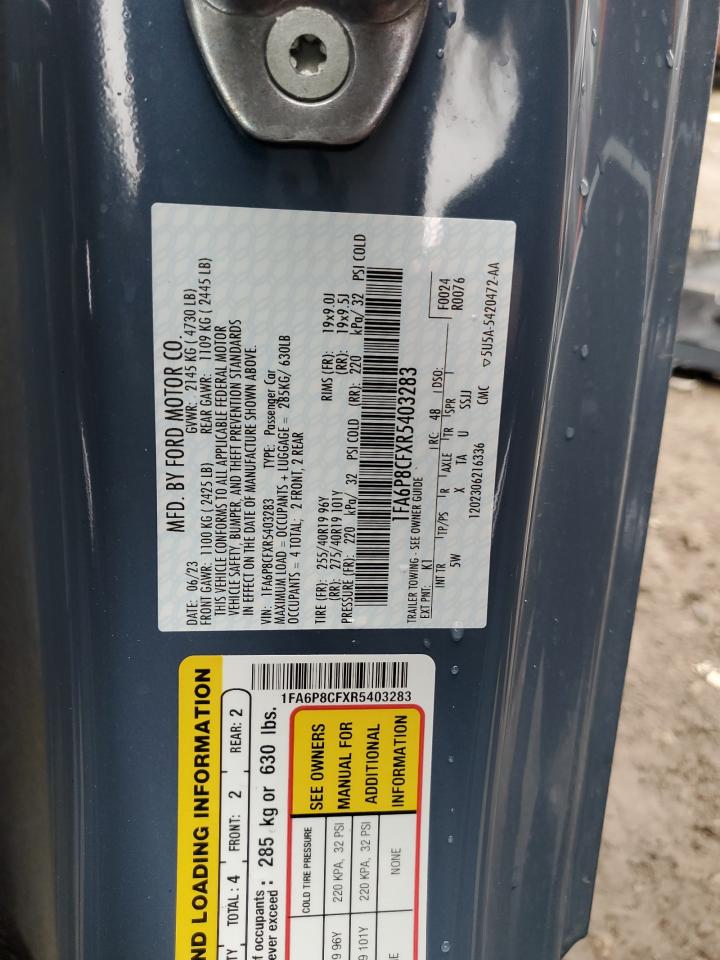 MFD. BY FORD MOTOR CO.
DATE: 06/23 GVWR: 2145 KG ( 4730 LB)
FRONT GAWR: 1100 KG (2425 LB) REAR GAWR: 1109 KG (2445 LB)
THIS VEHICLE CONFORMS TO ALL APPLICABLE FEDERAL MOTOR
VEHICLE SAFETY, BUMPER, AND THEFT PREVENTION STANDARDS
IN EFFECT ON THE DATE OF MANUFACTURE SHOWN ABOVE.
VIN: 1FA6P8CFXR5403283 TYPE: Passenger Car
MAXIMUM LOAD = OCCUPANTS + LUGGAGE = 285KG/ 630LB
OCCUPANTS = 4 TOTAL; 2 FRONT, 2 REAR
TIRE (FR): 255/40R19 96Y RIMS (FR): 19x9.0J
(RR): 275/40R19 101Y (RR): 19x9.5J
PRESSURE (FR): 220 kPa/ 32 PSI COLD (RR): 220 kPa/ 32 PSI COLD
1FA6P8CFXR5403283
TRAILER TOWING - SEE OWNER GUIDE
EXT PNT: K1 RC: 48 DSO: F0024
R0076
INT TR TP/PS R AXLE TR SPR
5W X TA U SSJJ
1202306216336 CMC ▽5U5A-5420472-AA
ND LOADING INFORMATION
TY TOTAL : 4 FRONT: 2 REAR: 2
f occupants
ever exceed : 285 kg or 630 lbs.
1FA6P8CFXR5403283
COLD TIRE PRESSURE
9 96Y 220 KPA, 32 PSI
9 101Y 220 KPA, 32 PSI
NE NONE
SEE OWNERS
MANUAL FOR
ADDITIONAL
INFORMATION